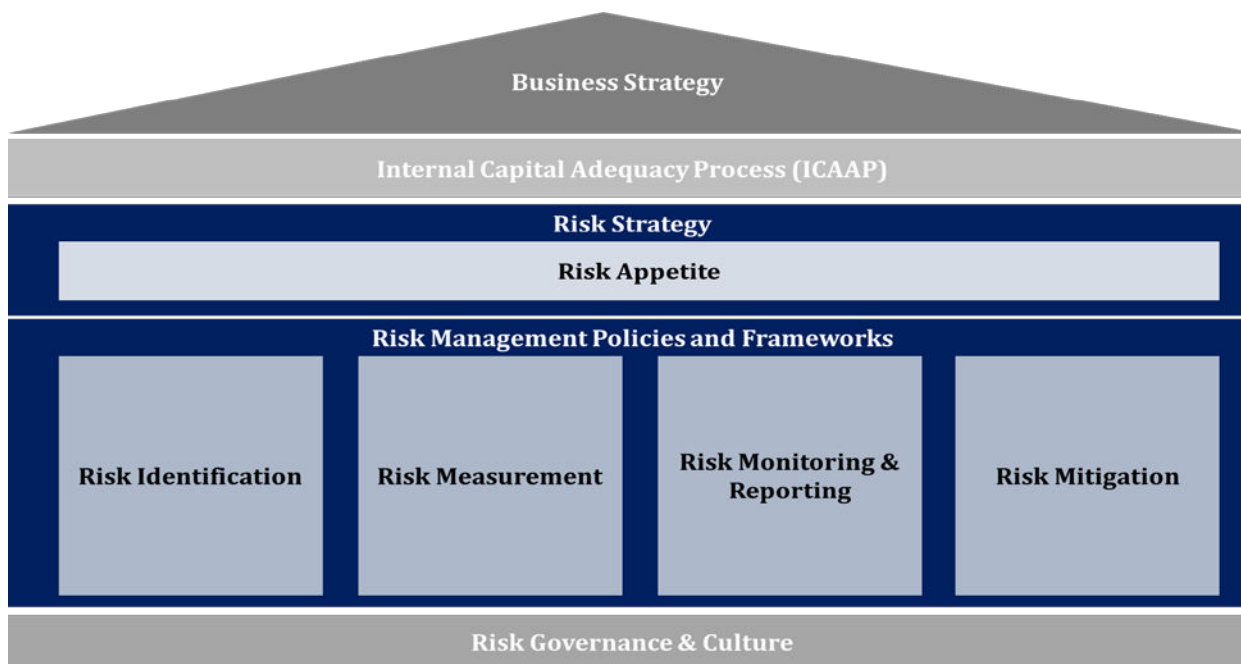 Business Strategy
Internal Capital Adequacy Process (ICAAP)
Risk Strategy
Risk Appetite
Risk Management Policies and Frameworks
Risk Identification
Risk Measurement
Risk Monitoring &
Reporting
Risk Mitigation
Risk Governance & Culture